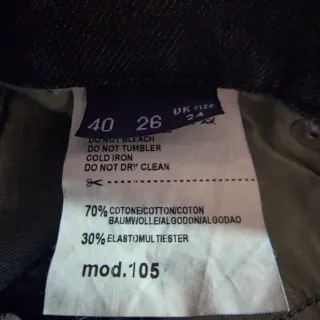 40 26 UK SIZE
24
DO NOT BLEACH
DO NOT TUMBLER
COLD IRON
DO NOT DRY CLEAN
70% COTONE/COTTON/COTON
BAUMWOLLE/ALGODON/ALGODAO
30% ELASTOMULTIESTER
mod.105